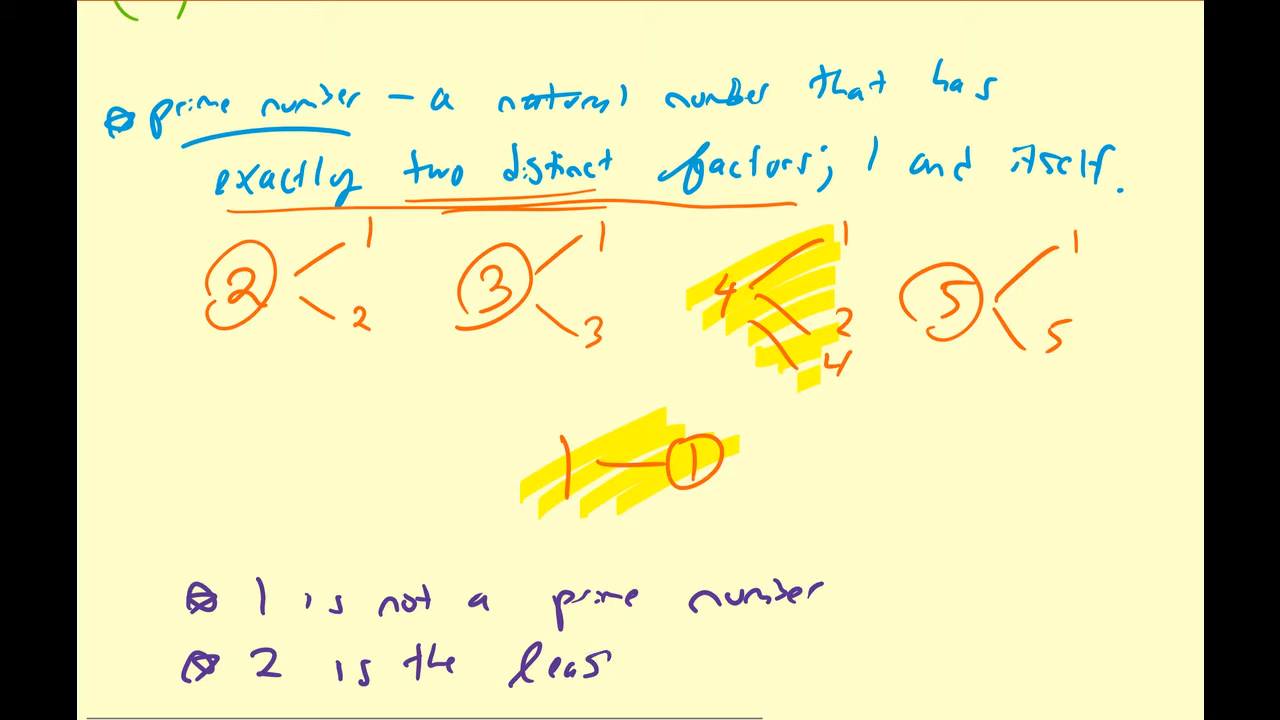 prime number - a natural number that has
exactly two distinct factors; 1 and itself.
2 1 2
3 1 3
4 1 2 4
5 1 5
1 1
1 is not a prime number
2 is the leas